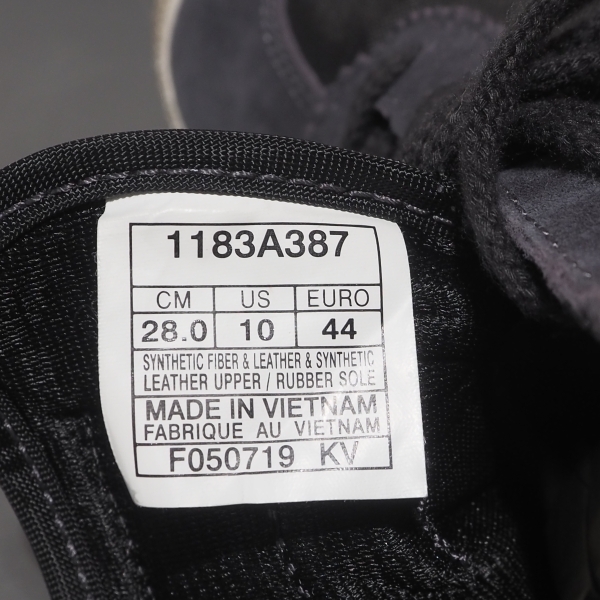 1183A387
CM US EURO
28.0 10 44
SYNTHETIC FIBER & LEATHER & SYNTHETIC
LEATHER UPPER / RUBBER SOLE
MADE IN VIETNAM
FABRIQUE AU VIETNAM
F050719 KV